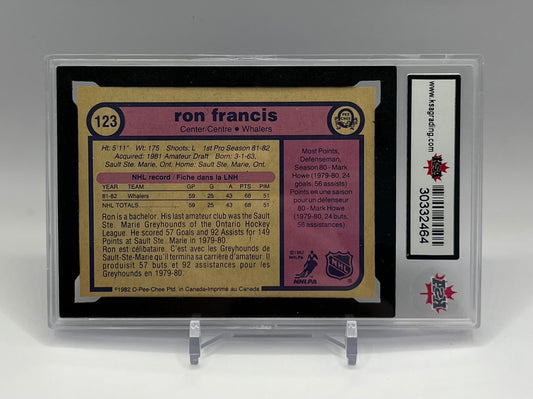 123
ron francis
Center/Centre • Whalers
O-PEE-CHEE
Ht: 5'11" Wt: 175 Shoots: L 1st Pro Season 81-82
Acquired: 1981 Amateur Draft Born: 3-1-63,
Sault Ste. Marie, Ont. Home: Sault Ste. Marie, Ont.
NHL record / Fiche dans la LNH
YEAR TEAM GP G A PTS PIM
81-82 Whalers 59 25 43 68 51
NHL TOTALS 59 25 43 68 51
Ron is a bachelor. His last amateur club was the Sault
Ste. Marie Greyhounds of the Ontario Hockey
League. He scored 57 Goals and 92 Assists for 149
Points at Sault Ste. Marie in 1979-80.
Ron est célibataire. C'est avec les Greyhounds de
Sault-Ste-Marie qu'il termina sa carrière d'amateur. Il
produisit 57 buts et 92 assistances pour les
Greyhounds en 1979-80.
©1982 O-Pee-Chee Ptd. in Canada-Imprimé au Canada
Most Points,
Defenseman,
Season 80 - Mark
Howe (1979-80, 24
goals; 56 assists)
Points en une saison
pour un défenseur
80 - Mark Howe
(1979-80, 24 buts,
56 assistances)
©1982
NHLPA
NHLPA
NHL
www.ksagrading.com
KSA
30332464
KSA